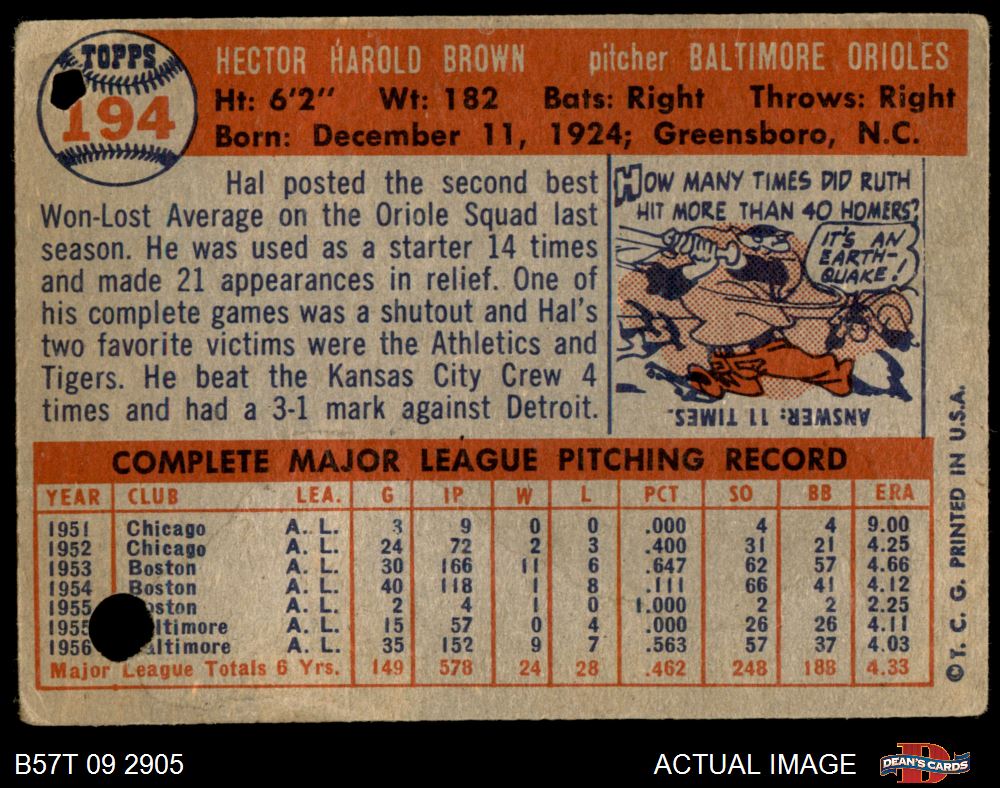 TOPPS
194
HECTOR HAROLD BROWN pitcher BALTIMORE ORIOLES
Ht: 6'2" Wt: 182 Bats: Right Throws: Right
Born: December 11, 1924; Greensboro, N.C.
Hal posted the second best
Won-Lost Average on the Oriole Squad last
season. He was used as a starter 14 times
and made 21 appearances in relief. One of
his complete games was a shutout and Hal's
two favorite victims were the Athletics and
Tigers. He beat the Kansas City Crew 4
times and had a 3-1 mark against Detroit.
HOW MANY TIMES DID RUTH
HIT MORE THAN 40 HOMERS?
IT'S AN
EARTH-
QUAKE!
ANSWER: 11 TIMES.
COMPLETE MAJOR LEAGUE PITCHING RECORD
YEAR CLUB LEA. G IP W L PCT SO BB ERA
1951 Chicago A. L. 3 9 0 0 .000 4 4 9.00
1952 Chicago A. L. 24 72 2 3 .400 31 21 4.25
1953 Boston A. L. 30 166 11 6 .647 62 57 4.66
1954 Boston A. L. 40 118 1 8 .111 66 41 4.12
1955 oston A. L. 2 4 1 0 1.000 2 2 2.25
1955 ltimore A. L. 15 57 0 4 .000 26 26 4.11
1956 altimore A. L. 35 152 9 7 .563 57 37 4.03
Major League Totals 6 Yrs. 149 578 24 28 .462 248 188 4.33
©T. C. G. PRINTED IN U.S.A.
B57T 09 2905
ACTUAL IMAGE
DEAN'S CARDS